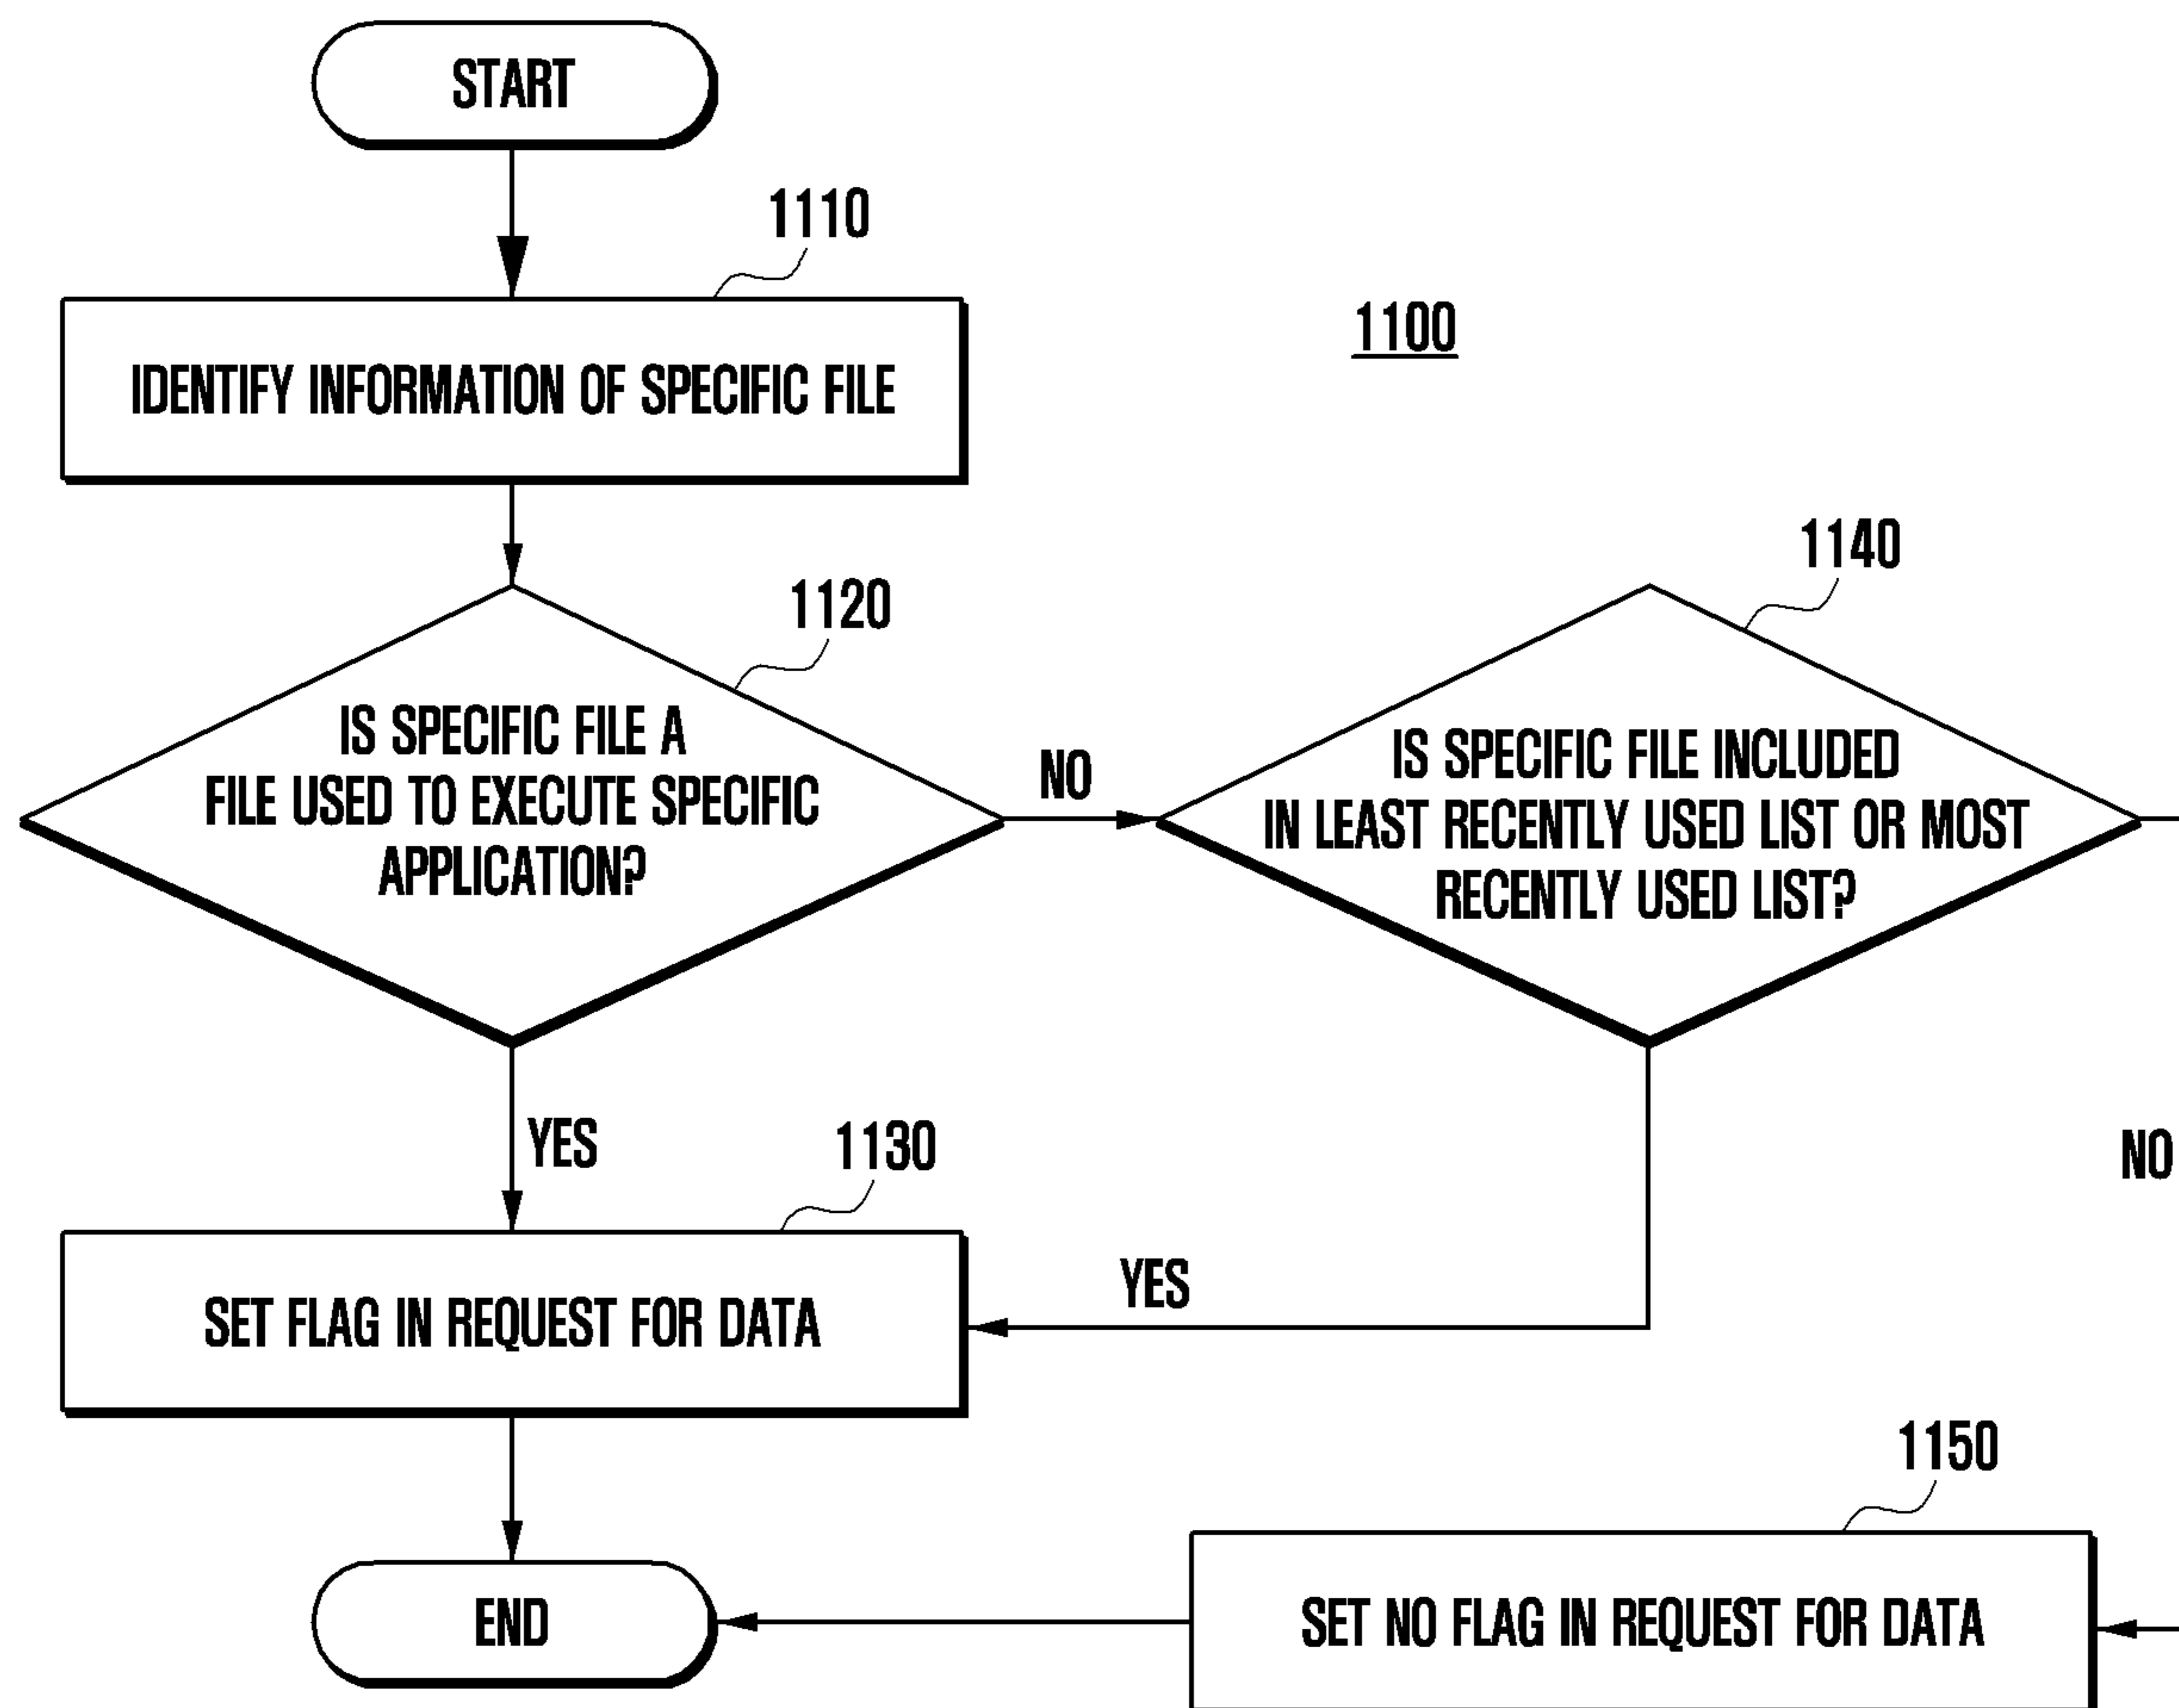 START
1110
1100
IDENTIFY INFORMATION OF SPECIFIC FILE
1120
IS SPECIFIC FILE A
FILE USED TO EXECUTE SPECIFIC
APPLICATION?
NO
1140
IS SPECIFIC FILE INCLUDED
IN LEAST RECENTLY USED LIST OR MOST
RECENTLY USED LIST?
YES
NO
1130
SET FLAG IN REQUEST FOR DATA
YES
1150
SET NO FLAG IN REQUEST FOR DATA
END